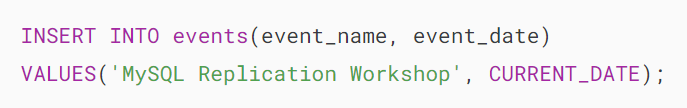 INSERT INTO events(event_name, event_date)
VALUES('MySQL Replication Workshop', CURRENT_DATE);